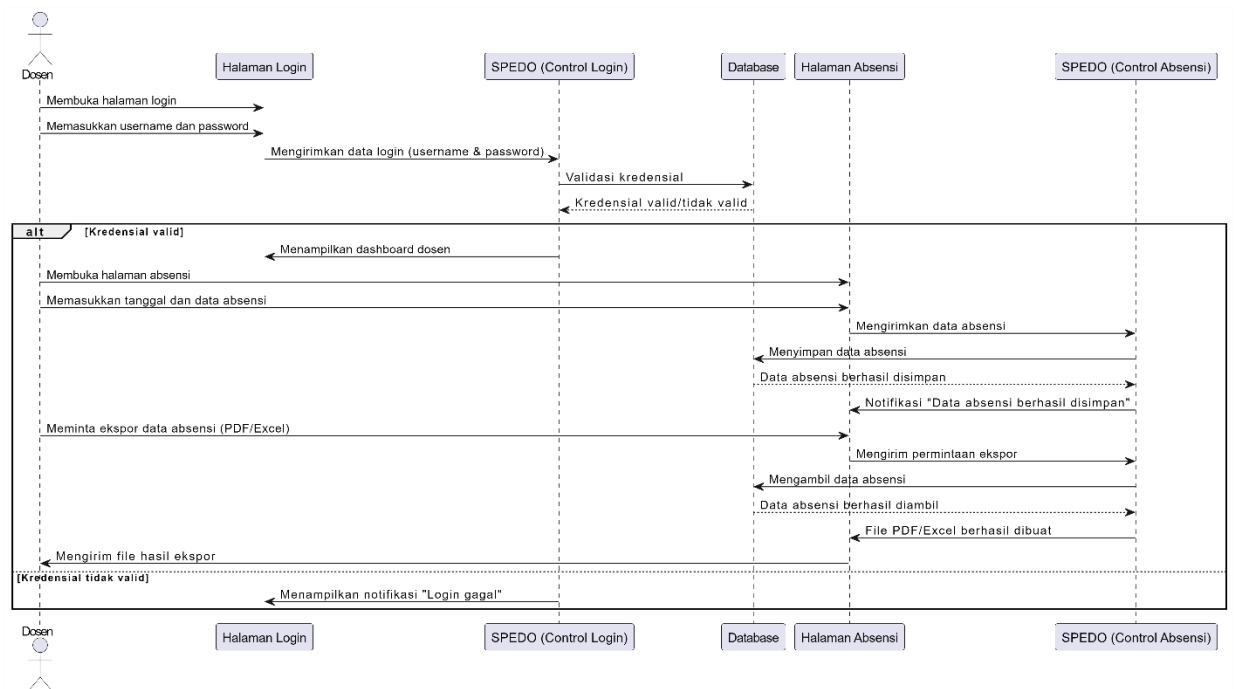 Dosen
Halaman Login
SPEDO (Control Login)
Database
Halaman Absensi
SPEDO (Control Absensi)
Membuka halaman login
Memasukkan username dan password
Mengirimkan data login (username & password)
Validasi kredensial
Kredensial valid/tidak valid
alt
[Kredensial valid]
Menampilkan dashboard dosen
Membuka halaman absensi
Memasukkan tanggal dan data absensi
Mengirimkan data absensi
Menyimpan data absensi
Data absensi berhasil disimpan
Notifikasi "Data absensi berhasil disimpan"
Meminta ekspor data absensi (PDF/Excel)
Mengirim permintaan ekspor
Mengambil data absensi
Data absensi berhasil diambil
File PDF/Excel berhasil dibuat
Mengirim file hasil ekspor
[Kredensial tidak valid]
Menampilkan notifikasi "Login gagal"
Dosen
Halaman Login
SPEDO (Control Login)
Database
Halaman Absensi
SPEDO (Control Absensi)